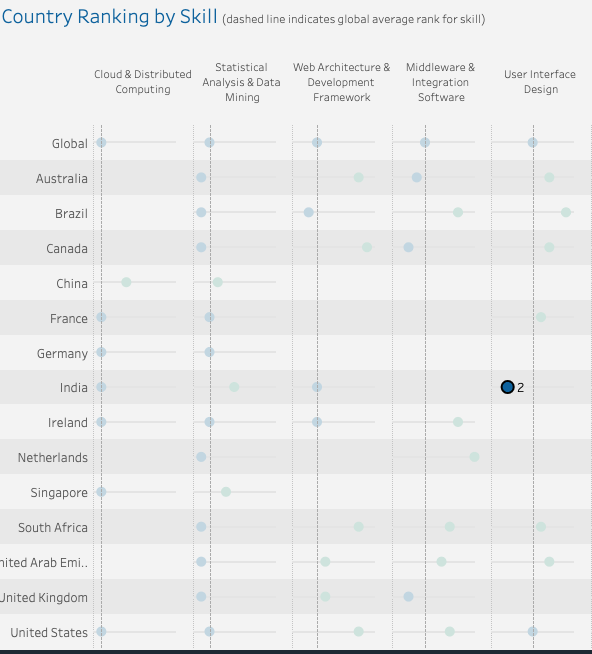 Country Ranking by Skill (dashed line indicates global average rank for skill)
Cloud & Distributed
Computing
Statistical
Analysis & Data
Mining
Web Architecture &
Development
Framework
Middleware &
Integration
Software
User Interface
Design
Global
Australia
Brazil
Canada
China
France
Germany
India
2
Ireland
Netherlands
Singapore
South Africa
nited Arab Emi..
United Kingdom
United States